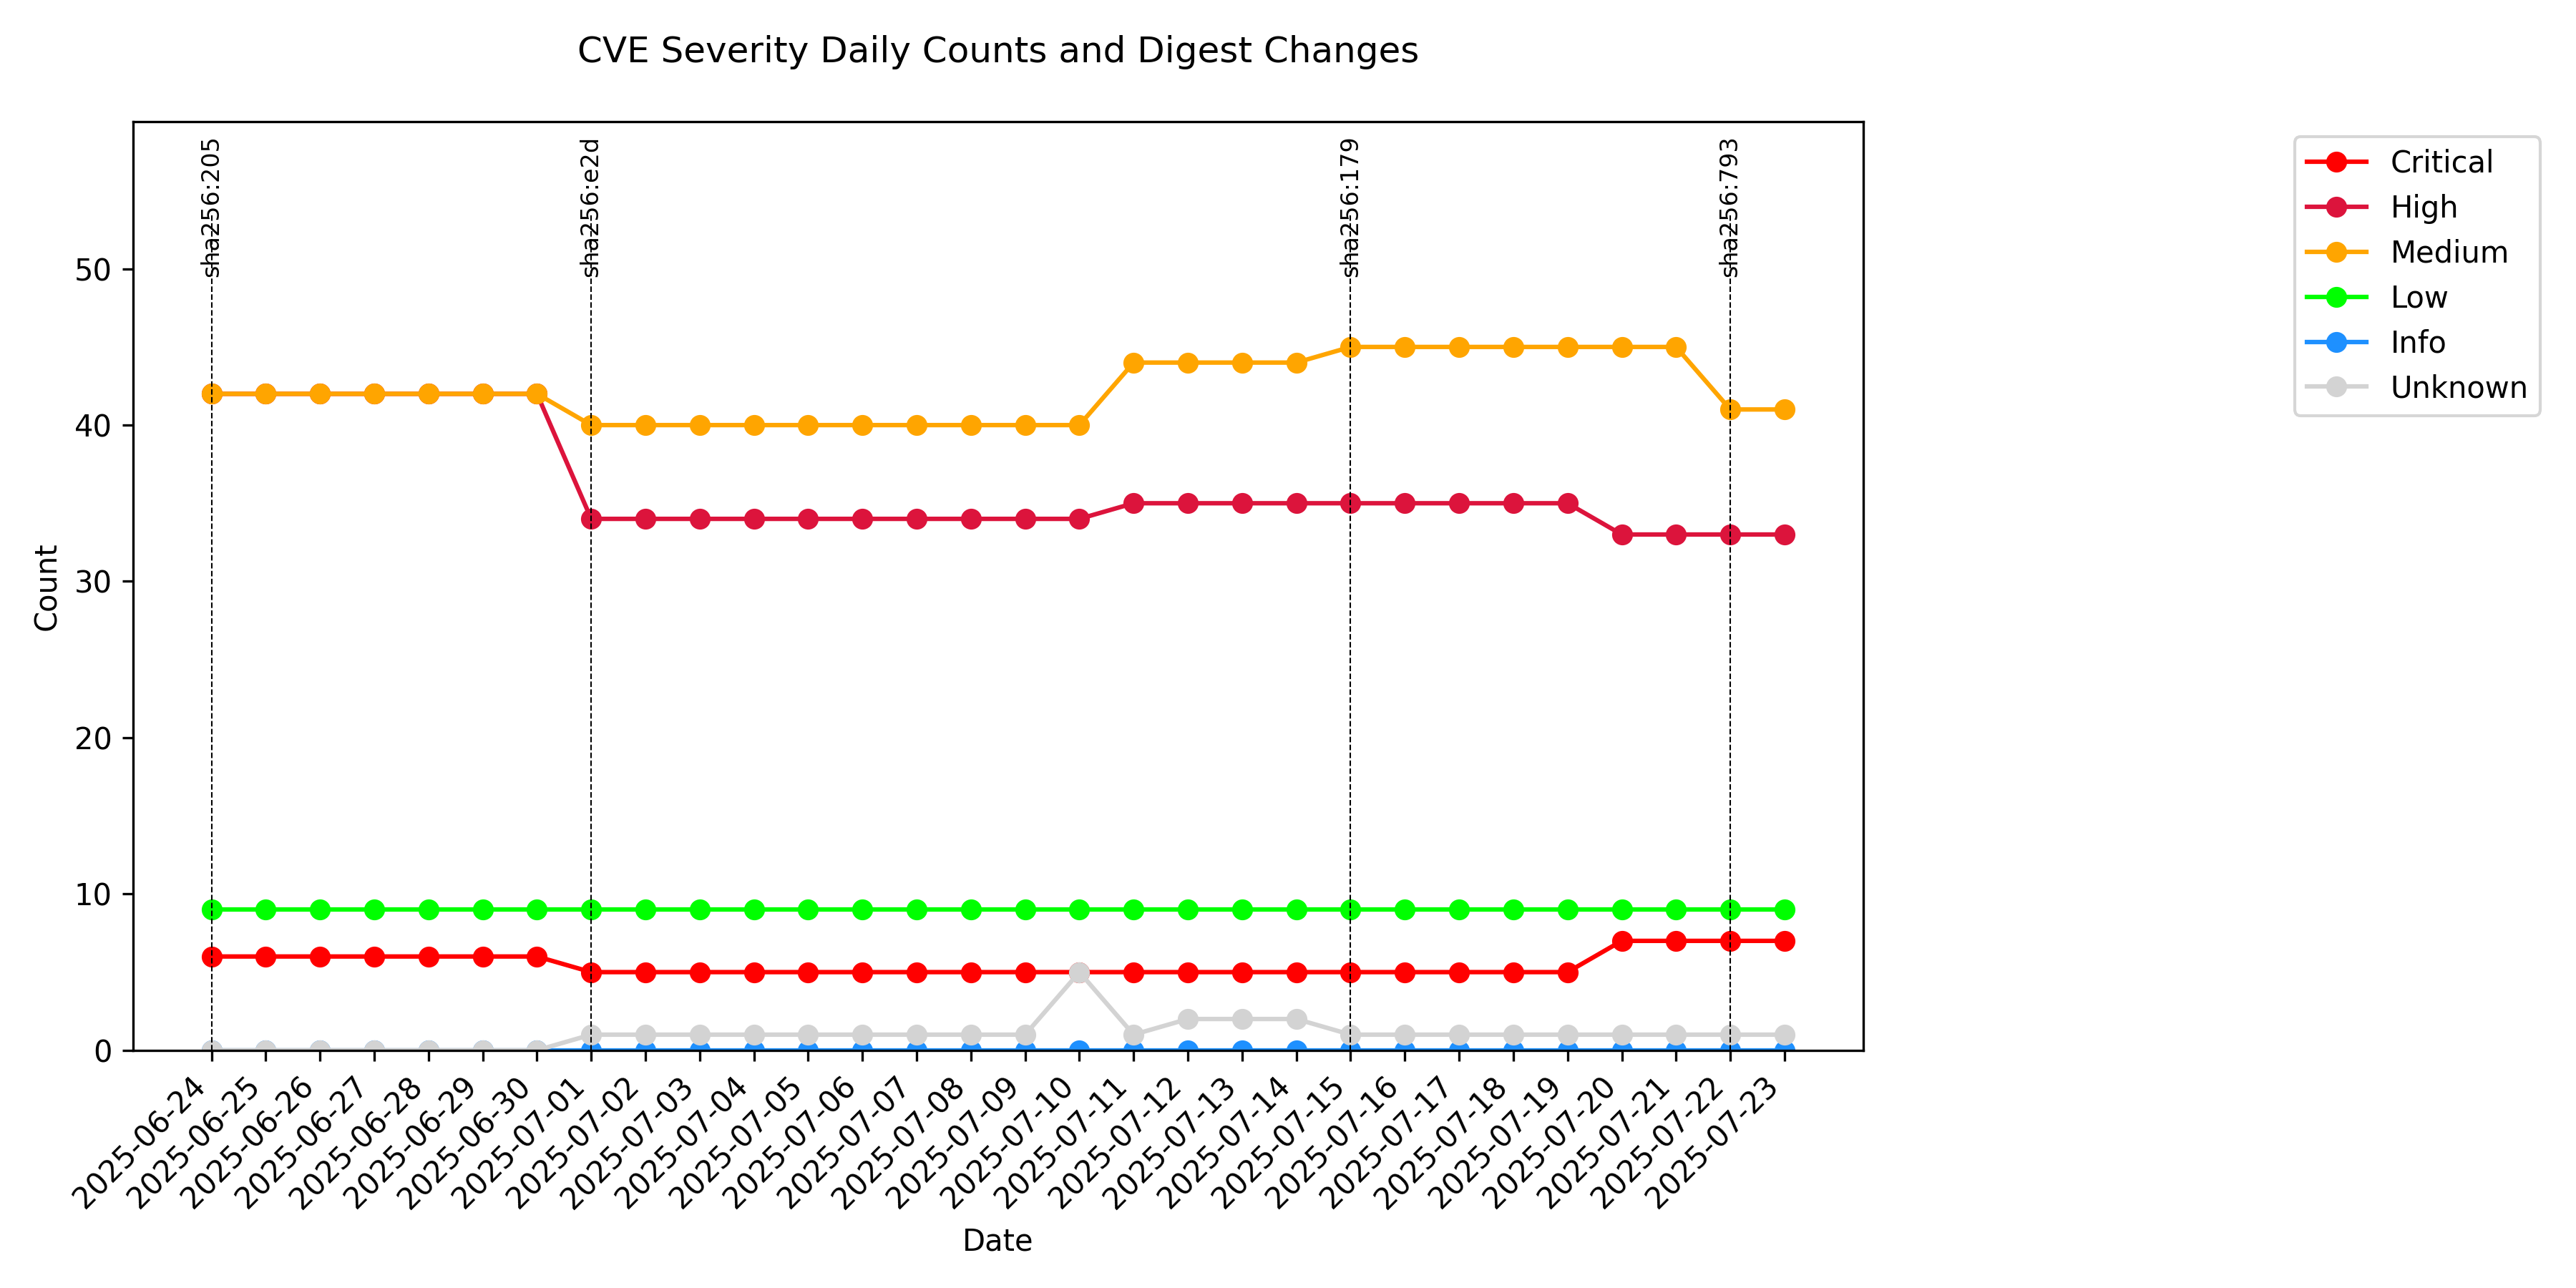 CVE Severity Daily Counts and Digest Changes
sha256:205
sha256:e2d
sha256:179
sha256:793
Critical
High
Medium
Low
Info
Unknown
Count
50
40
30
20
10
0
2025-06-24
2025-06-25
2025-06-26
2025-06-27
2025-06-28
2025-06-29
2025-06-30
2025-07-01
2025-07-02
2025-07-03
2025-07-04
2025-07-05
2025-07-06
2025-07-07
2025-07-08
2025-07-09
2025-07-10
2025-07-11
2025-07-12
2025-07-13
2025-07-14
2025-07-15
2025-07-16
2025-07-17
2025-07-18
2025-07-19
2025-07-20
2025-07-21
2025-07-22
2025-07-23
Date